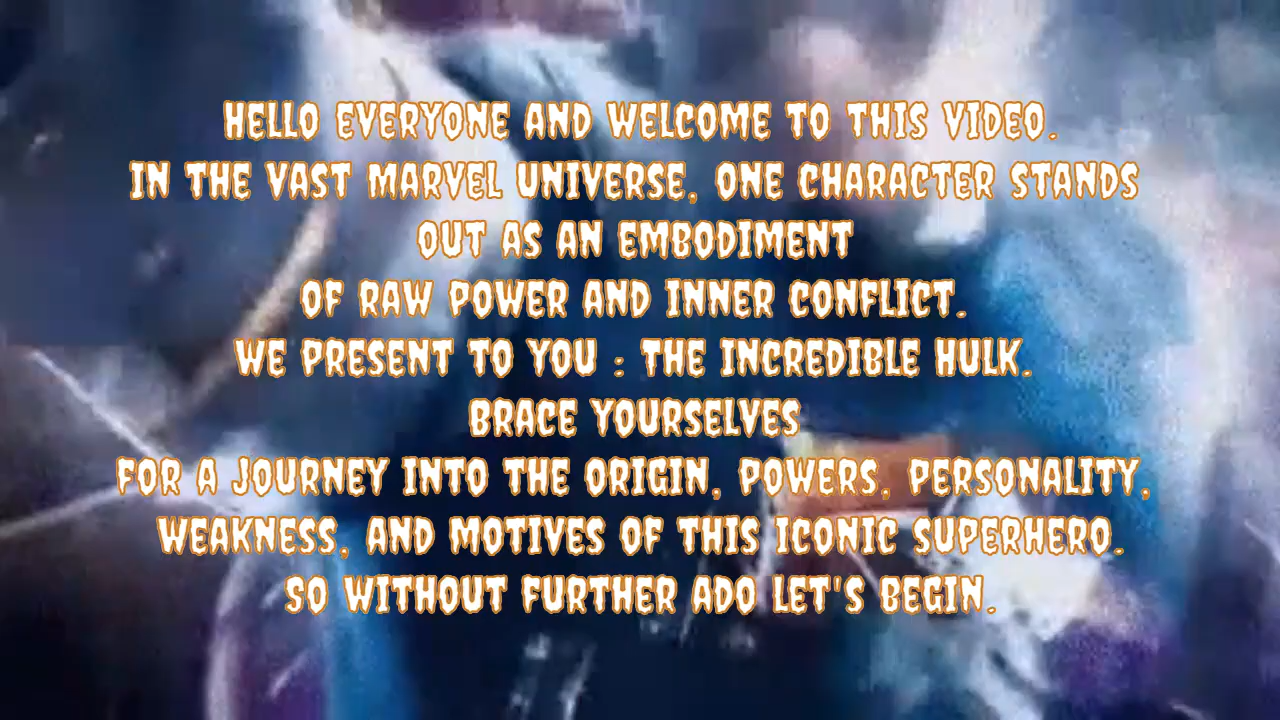 HELLO EVERYONE AND WELCOME TO THIS VIDEO.
IN THE VAST MARVEL UNIVERSE, ONE CHARACTER STANDS
OUT AS AN EMBODIMENT
OF RAW POWER AND INNER CONFLICT.
WE PRESENT TO YOU : THE INCREDIBLE HULK.
BRACE YOURSELVES
FOR A JOURNEY INTO THE ORIGIN, POWERS, PERSONALITY,
WEAKNESS, AND MOTIVES OF THIS ICONIC SUPERHERO.
SO WITHOUT FURTHER ADO LET'S BEGIN.